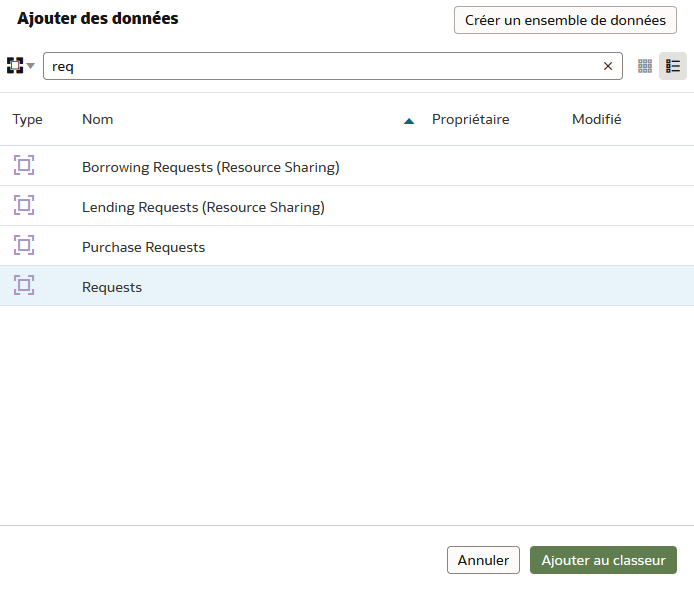 Ajouter des données
Créer un ensemble de données
req
Type Nom Propriétaire Modifié
Borrowing Requests (Resource Sharing)
Lending Requests (Resource Sharing)
Purchase Requests
Requests
Annuler Ajouter au classeur